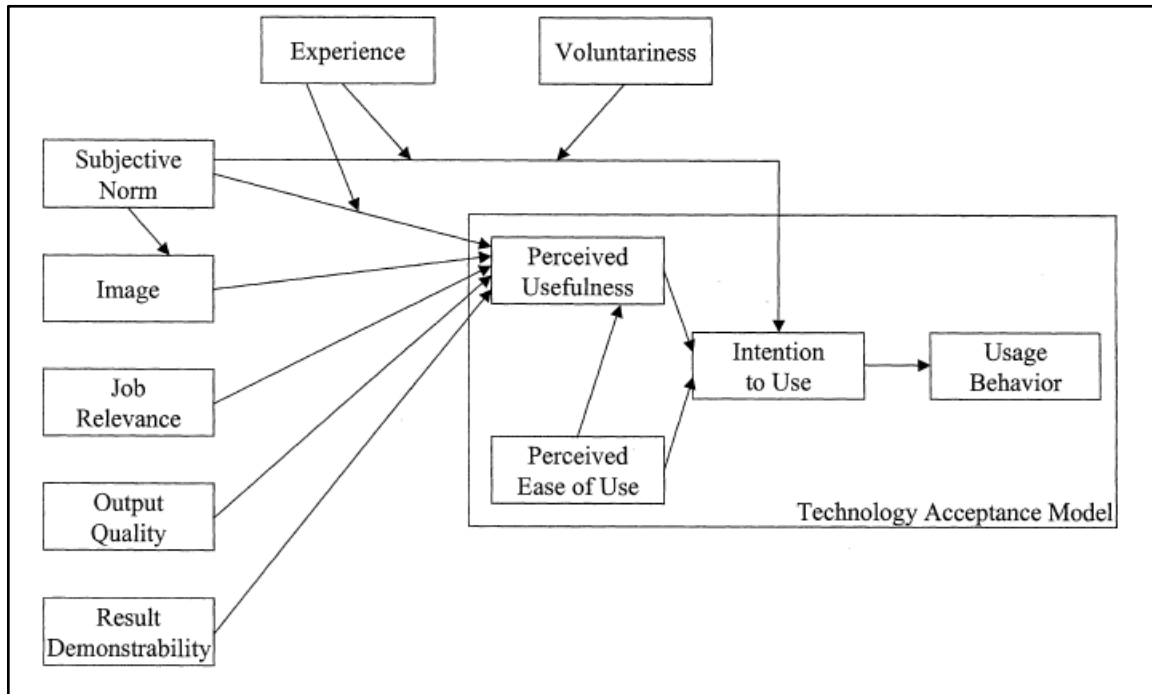 Experience
Voluntariness
Subjective
Norm
Image
Job
Relevance
Output
Quality
Result
Demonstrability
Perceived
Usefulness
Perceived
Ease of Use
Intention
to Use
Usage
Behavior
Technology Acceptance Model